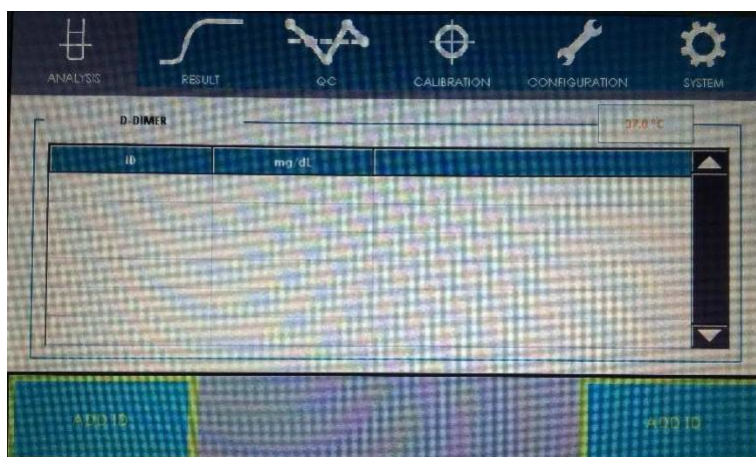 ANALYSIS RESULT QC CALIBRATION CONFIGURATION SYSTEM
D-DIMER 37.0 °C
ID mg/dL
ADD ID ADD ID